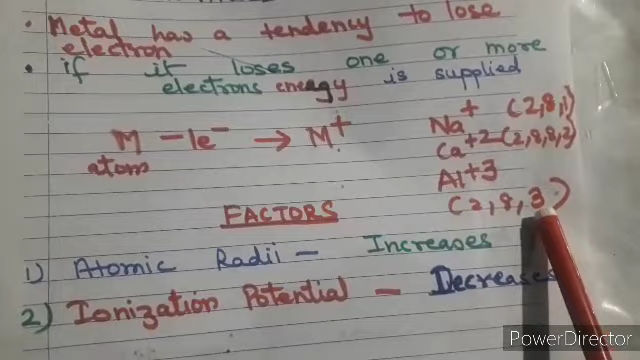 • Metal has a tendency to lose
electron
• if it loses one or more
electrons energy is supplied
M – 1e⁻ → M⁺
atom
Na⁺ (2,8,1)
Ca⁺² – (2,8,8,2)
Al⁺³
(2,8,3)
FACTORS
1) Atomic Radii – Increases
2) Ionization Potential – Decreases
PowerDirector